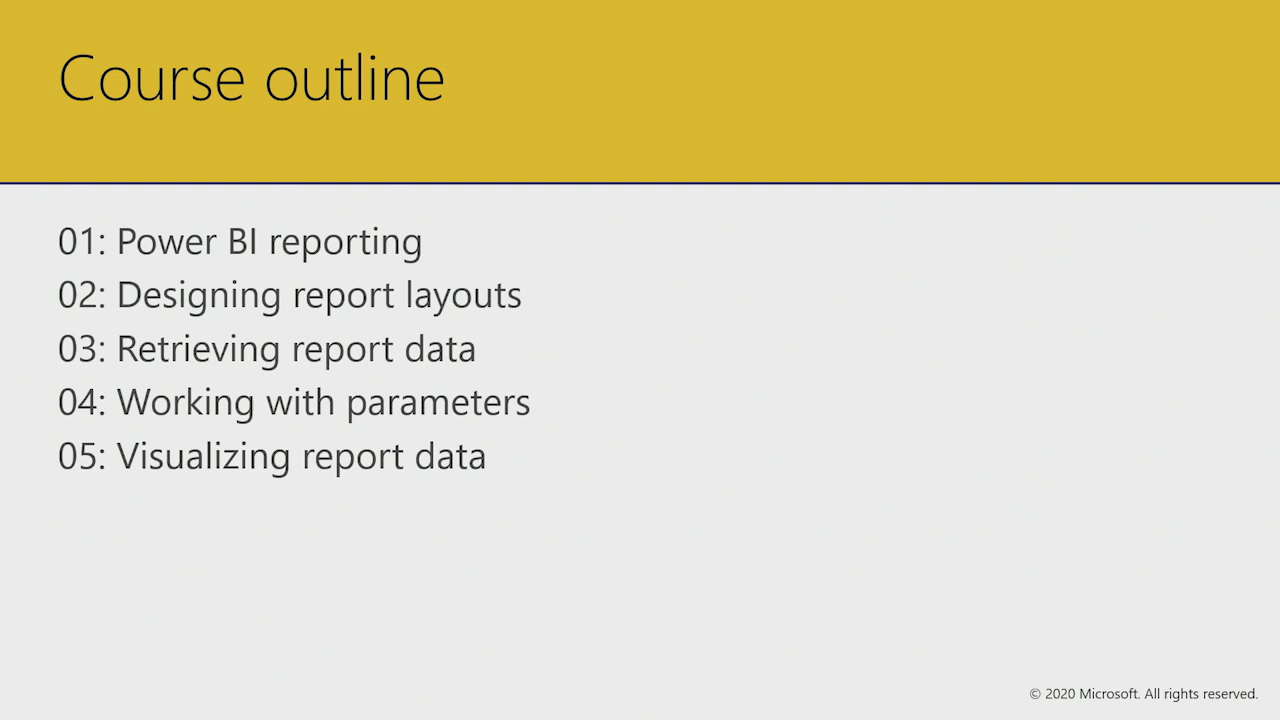 Course outline
01: Power BI reporting
02: Designing report layouts
03: Retrieving report data
04: Working with parameters
05: Visualizing report data
© 2020 Microsoft. All rights reserved.